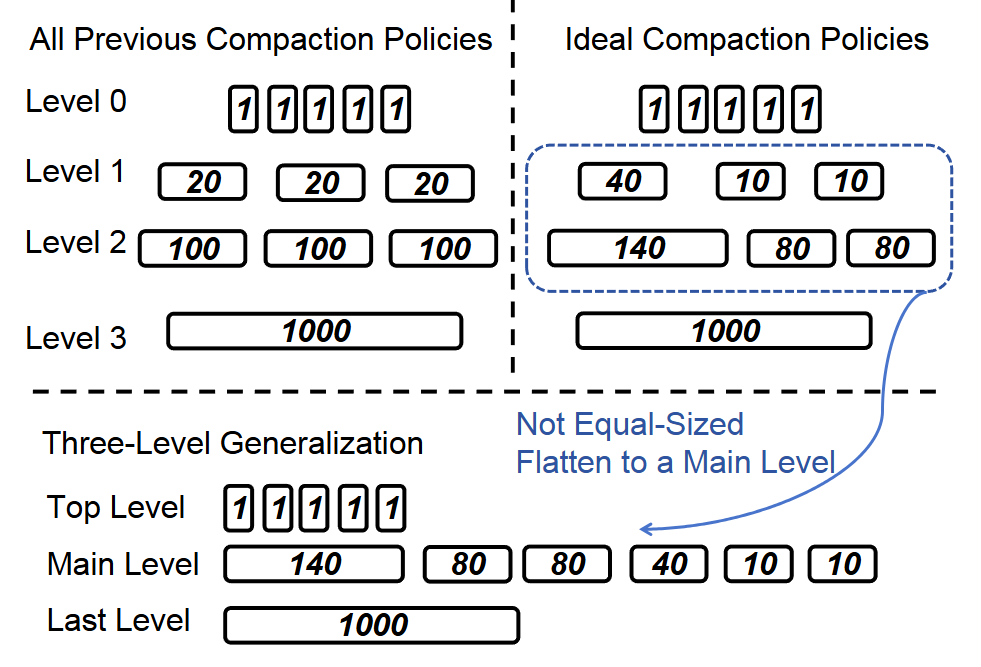 All Previous Compaction Policies
Level 0
1 1 1 1 1
Level 1
20 20 20
Level 2
100 100 100
Level 3
1000
Ideal Compaction Policies
1 1 1 1 1
40 10 10
140 80 80
1000
Not Equal-Sized
Flatten to a Main Level
Three-Level Generalization
Top Level
1 1 1 1 1
Main Level
140 80 80 40 10 10
Last Level
1000